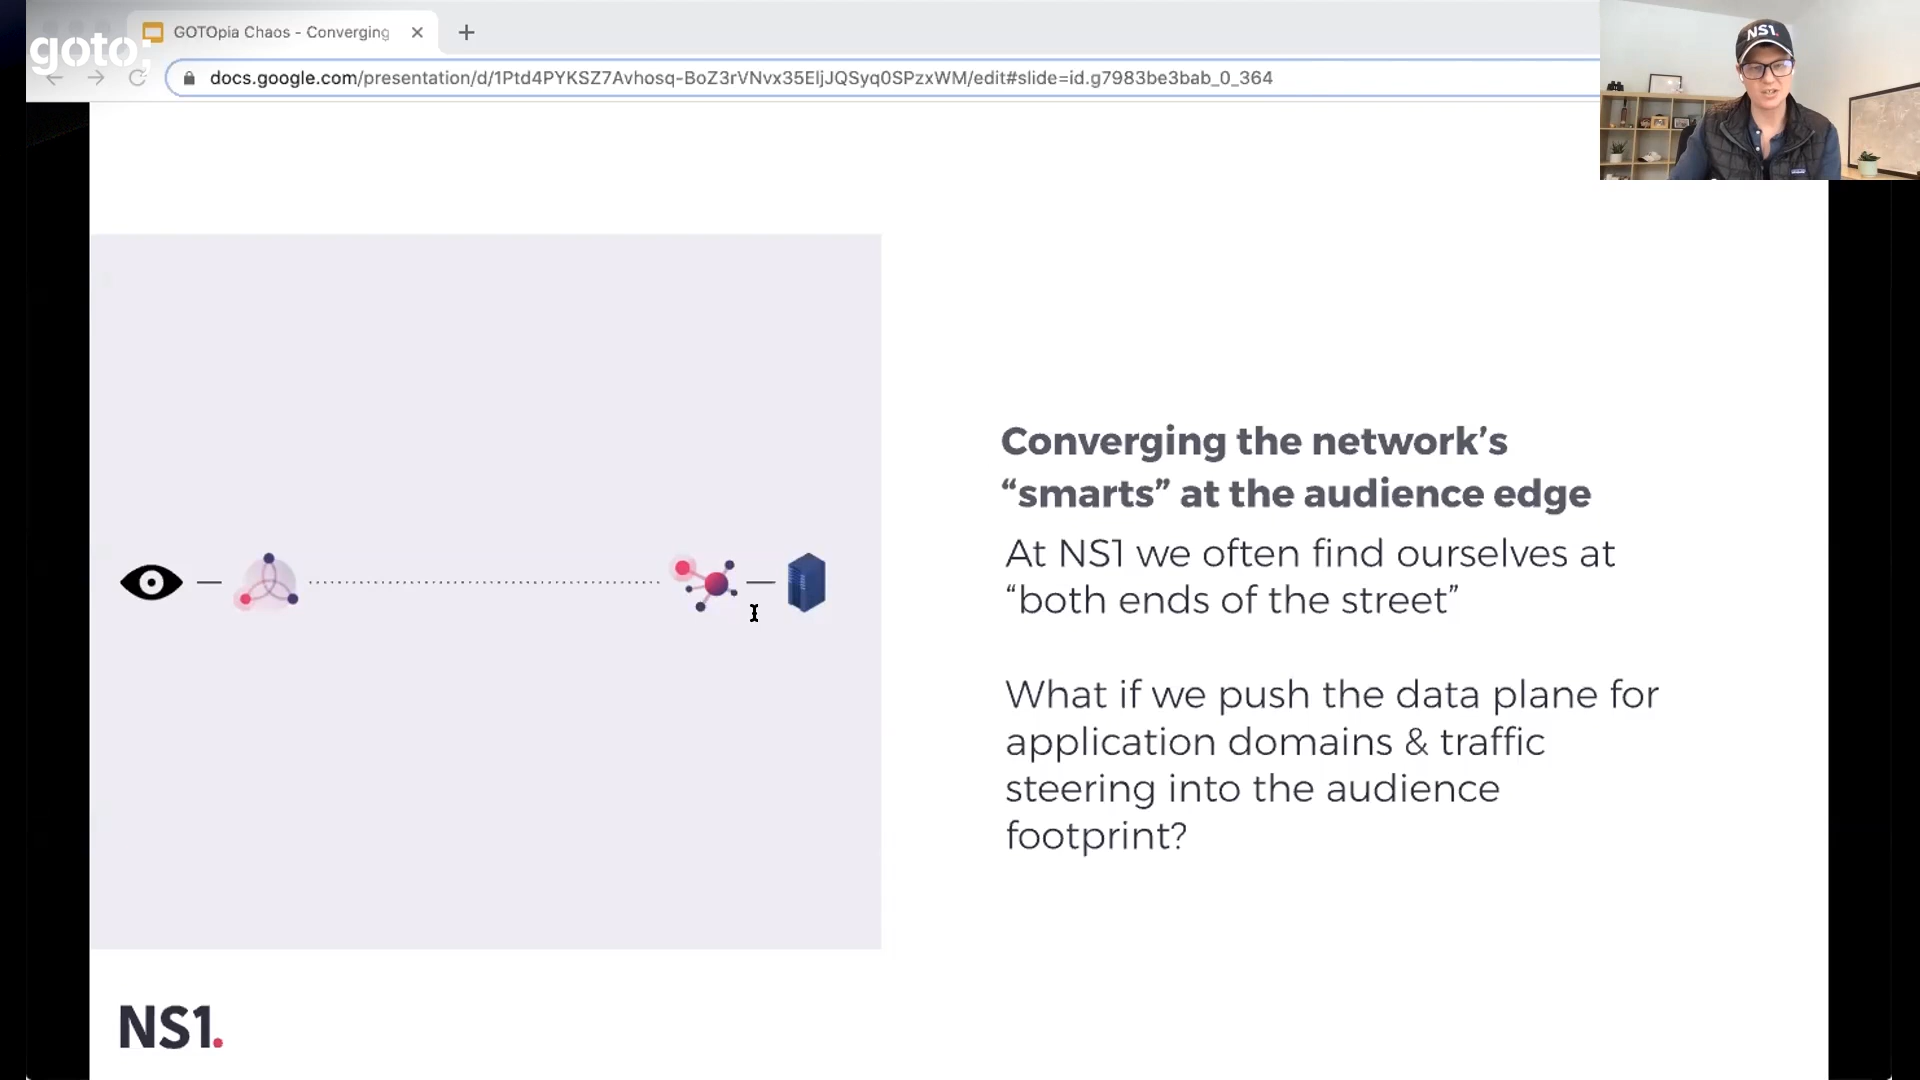 goto;
GOTOpia Chaos - Converging
docs.google.com/presentation/d/1Ptd4PYKSZ7Avhosq-BoZ3rVNvx35EljJQSyq0SPzxWM/edit#slide=id.g7983be3bab_0_364
NS1.
Converging the network’s
“smarts” at the audience edge
At NS1 we often find ourselves at
“both ends of the street”
What if we push the data plane for
application domains & traffic
steering into the audience
footprint?
NS1.